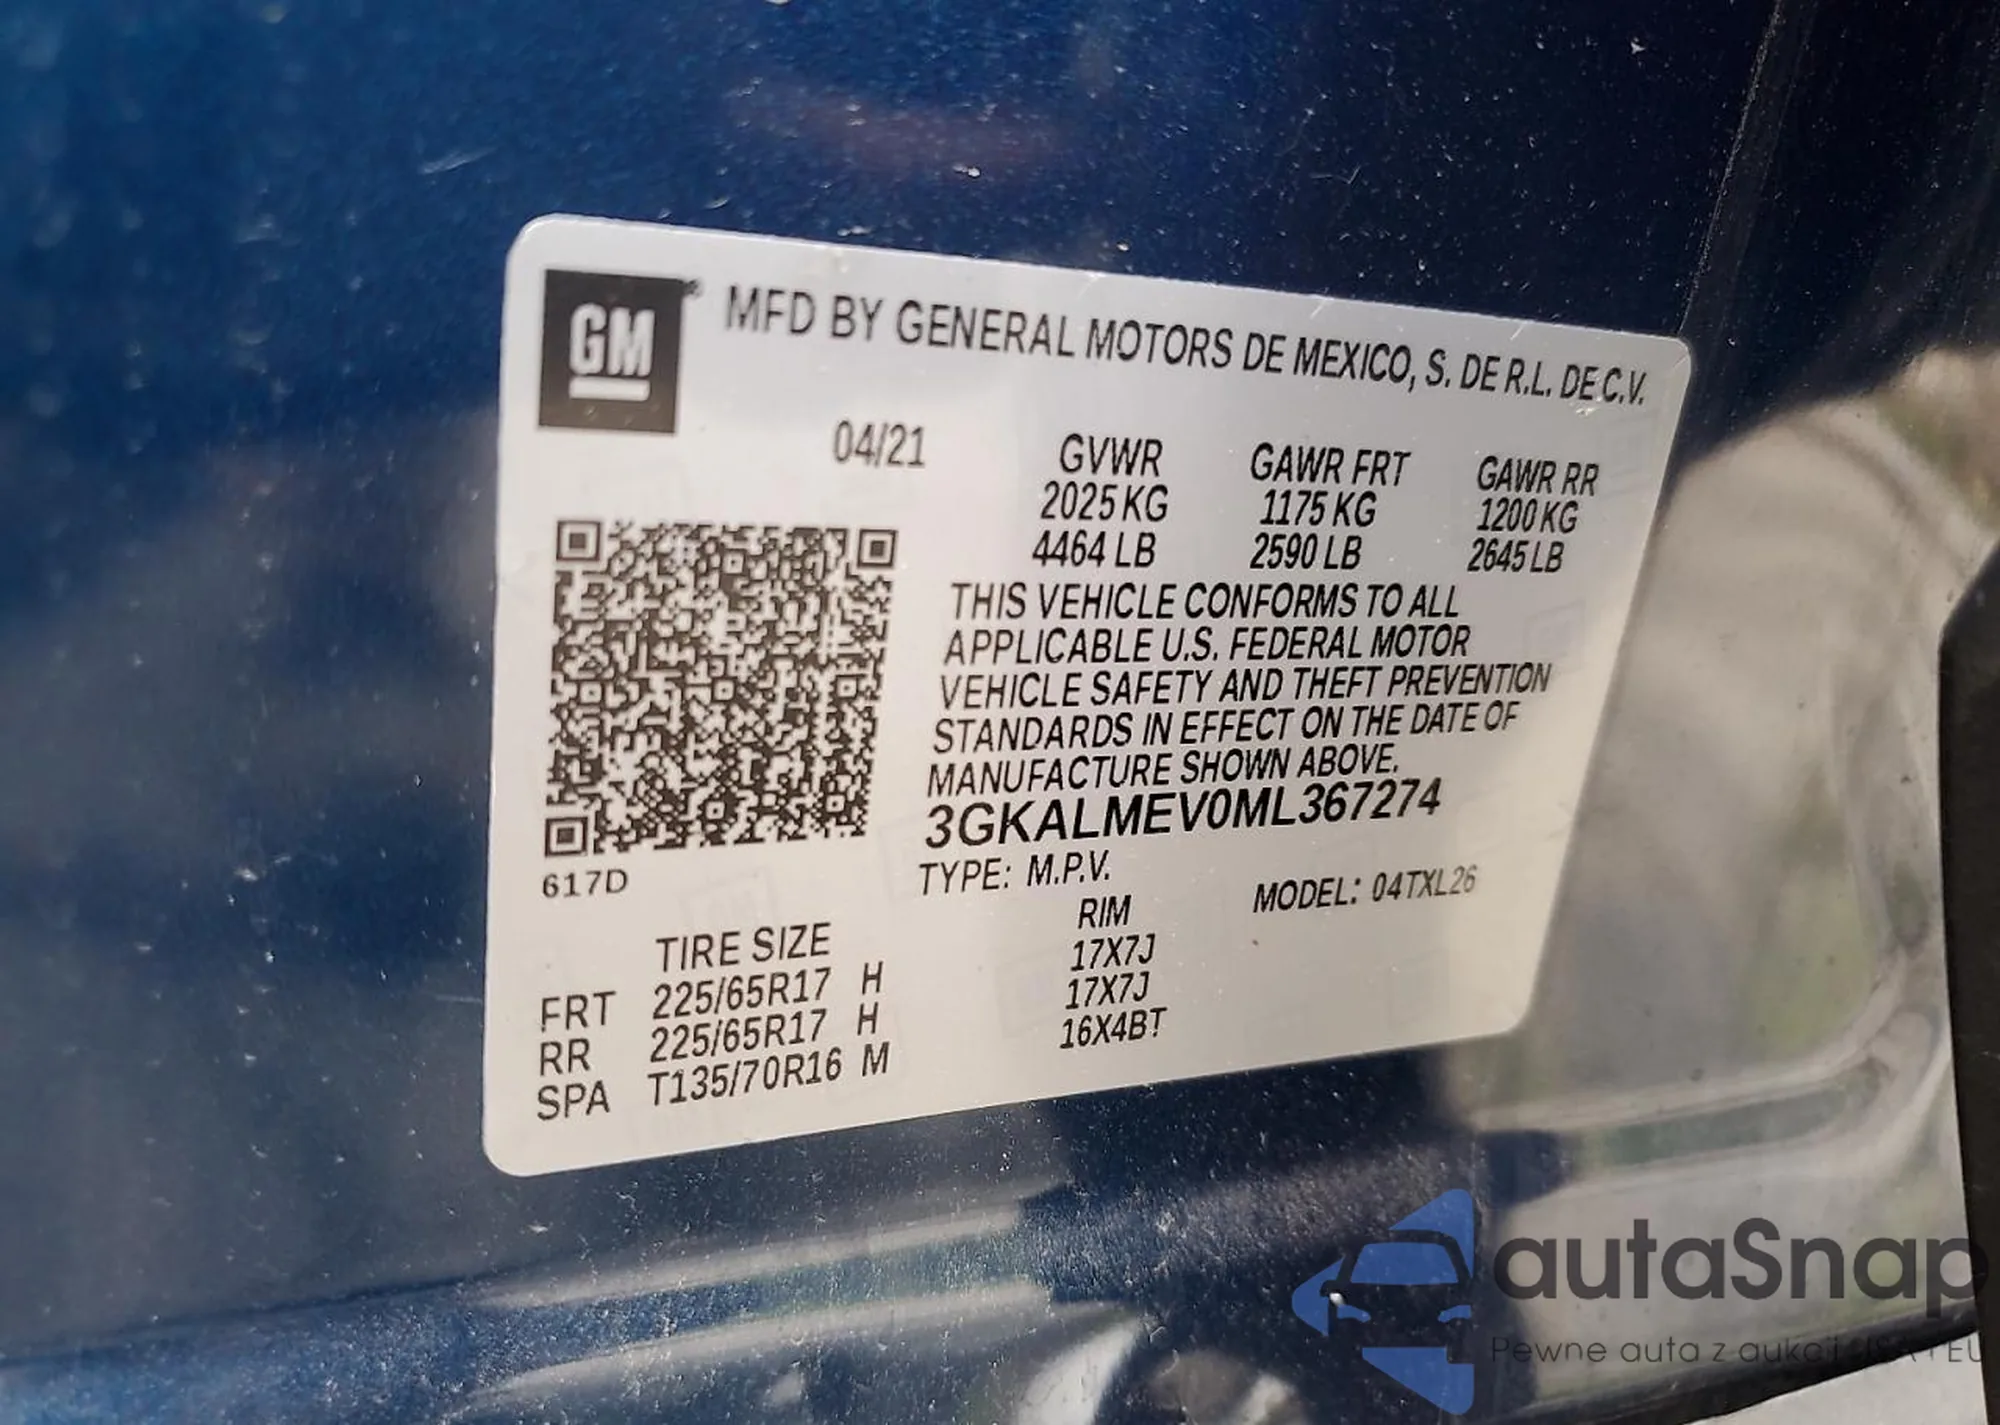 GM
MFD BY GENERAL MOTORS DE MEXICO, S. DE R.L. DE C.V.
04/21
GVWR GAWR FRT GAWR RR
2025 KG 1175 KG 1200 KG
4464 LB 2590 LB 2645 LB
THIS VEHICLE CONFORMS TO ALL
APPLICABLE U.S. FEDERAL MOTOR
VEHICLE SAFETY AND THEFT PREVENTION
STANDARDS IN EFFECT ON THE DATE OF
MANUFACTURE SHOWN ABOVE.
3GKALMEV0ML367274
617D
TYPE: M.P.V. MODEL: 04TXL26
TIRE SIZE RIM
FRT 225/65R17 H 17X7J
RR 225/65R17 H 17X7J
SPA T135/70R16 M 16X4BT
autaSnap
Pewne auta z aukcji